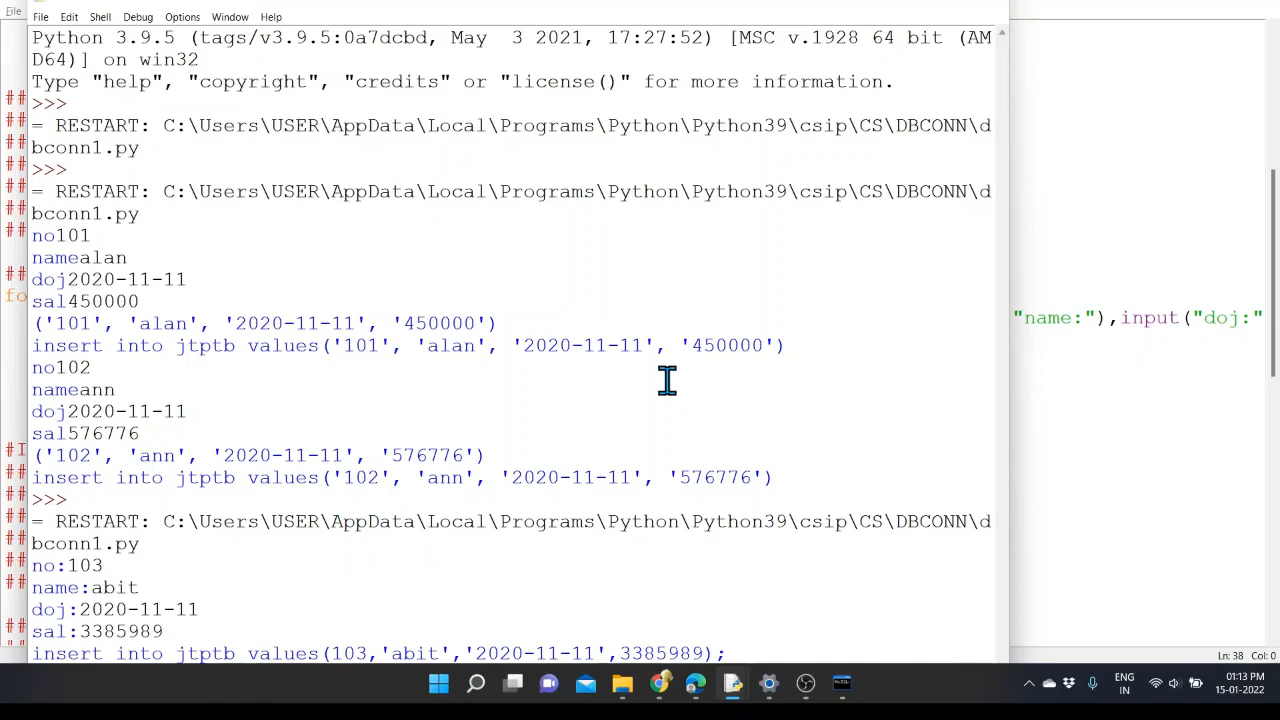 File
File Edit Shell Debug Options Window Help
Python 3.9.5 (tags/v3.9.5:0a7dcbd, May  3 2021, 17:27:52) [MSC v.1928 64 bit (AM
D64)] on win32
Type "help", "copyright", "credits" or "license()" for more information.
>>>
= RESTART: C:\Users\USER\AppData\Local\Programs\Python\Python39\csip\CS\DBCONN\d
bconn1.py
>>>
= RESTART: C:\Users\USER\AppData\Local\Programs\Python\Python39\csip\CS\DBCONN\d
bconn1.py
no101
namealan
doj2020-11-11
sal450000
('101', 'alan', '2020-11-11', '450000')
insert into jtptb values('101', 'alan', '2020-11-11', '450000')
no102
nameann
doj2020-11-11
sal576776
('102', 'ann', '2020-11-11', '576776')
insert into jtptb values('102', 'ann', '2020-11-11', '576776')
>>>
= RESTART: C:\Users\USER\AppData\Local\Programs\Python\Python39\csip\CS\DBCONN\d
bconn1.py
no:103
name:abit
doj:2020-11-11
sal:3385989
insert into jtptb values(103,'abit','2020-11-11',3385989);
##
##
##
##
##
##
##
##
fo
#I
##
##
##
##
##
##
##
"name:"),input("doj:"
Ln: 38 Col: 0
ENG
IN
01:13 PM
15-01-2022